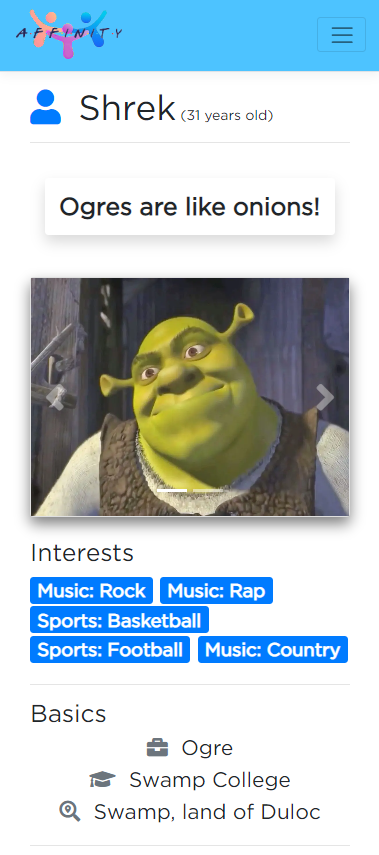 AFFINITY
Shrek (31 years old)
Ogres are like onions!
Interests
Music: Rock Music: Rap
Sports: Basketball
Sports: Football Music: Country
Basics
Ogre
Swamp College
Swamp, land of Duloc